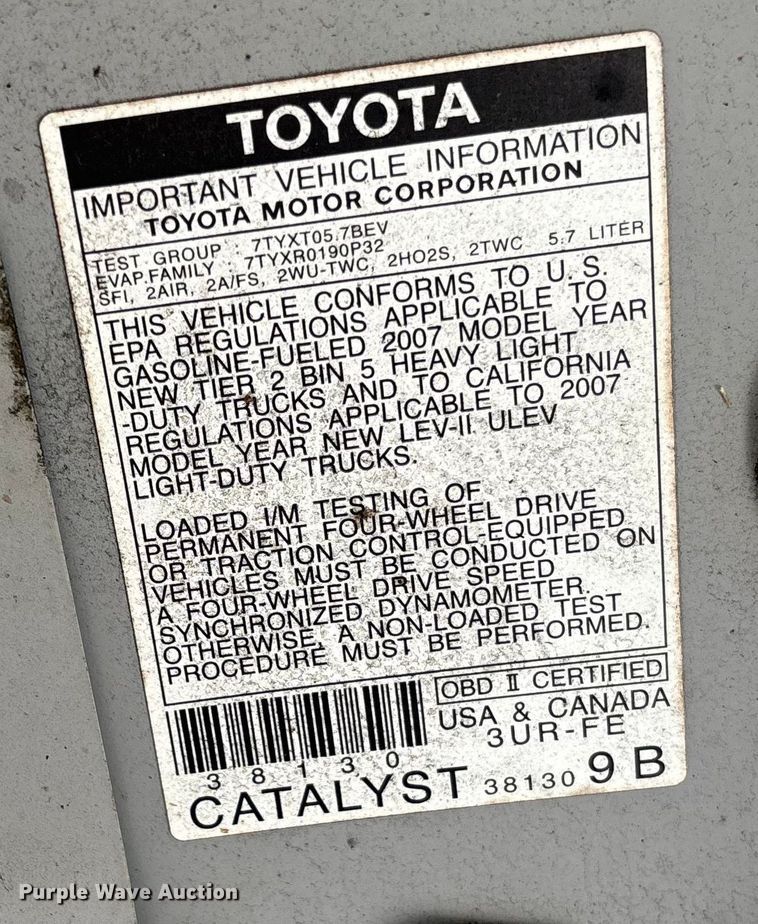 TOYOTA
IMPORTANT VEHICLE INFORMATION
TOYOTA MOTOR CORPORATION
TEST GROUP : 7TYXT05.7BEV
EVAP.FAMILY : 7TYXR0190P32
SFI, 2AIR, 2A/FS, 2WU-TWC, 2HO2S, 2TWC 5.7 LITER
THIS VEHICLE CONFORMS TO U.S.
EPA REGULATIONS APPLICABLE TO
GASOLINE-FUELED 2007 MODEL YEAR
NEW TIER 2 BIN 5 HEAVY LIGHT
-DUTY TRUCKS AND TO CALIFORNIA
REGULATIONS APPLICABLE TO 2007
MODEL YEAR NEW LEV-II ULEV
LIGHT-DUTY TRUCKS.
LOADED I/M TESTING OF
PERMANENT FOUR-WHEEL DRIVE
OR TRACTION CONTROL-EQUIPPED
VEHICLES MUST BE CONDUCTED ON
A FOUR-WHEEL DRIVE SPEED
SYNCHRONIZED DYNAMOMETER.
OTHERWISE, A NON-LOADED TEST
PROCEDURE MUST BE PERFORMED.
OBD II CERTIFIED
USA & CANADA
3UR-FE
38130
CATALYST 38130 9B
Purple Wave Auction